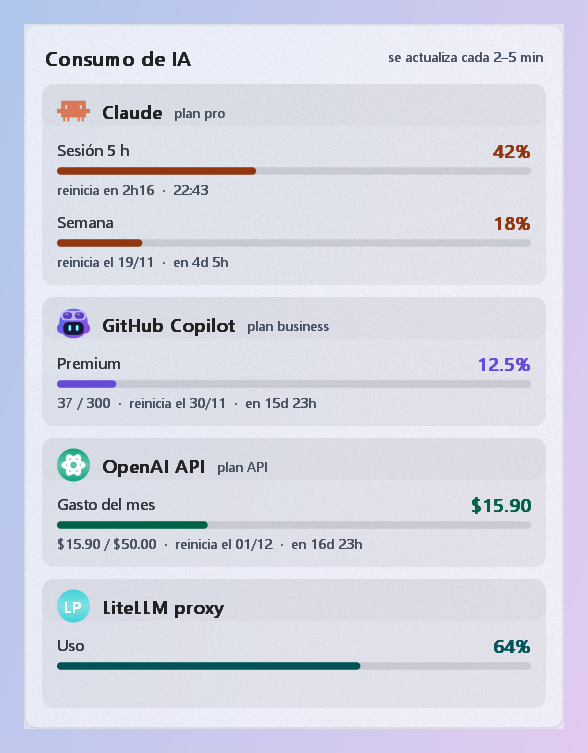 Consumo de IA
se actualiza cada 2–5 min
Claude plan pro
Sesión 5 h 42%
reinicia en 2h16 · 22:43
Semana 18%
reinicia el 19/11 · en 4d 5h
GitHub Copilot plan business
Premium 12.5%
37 / 300 · reinicia el 30/11 · en 15d 23h
OpenAI API plan API
Gasto del mes $15.90
$15.90 / $50.00 · reinicia el 01/12 · en 16d 23h
LP LiteLLM proxy
Uso 64%